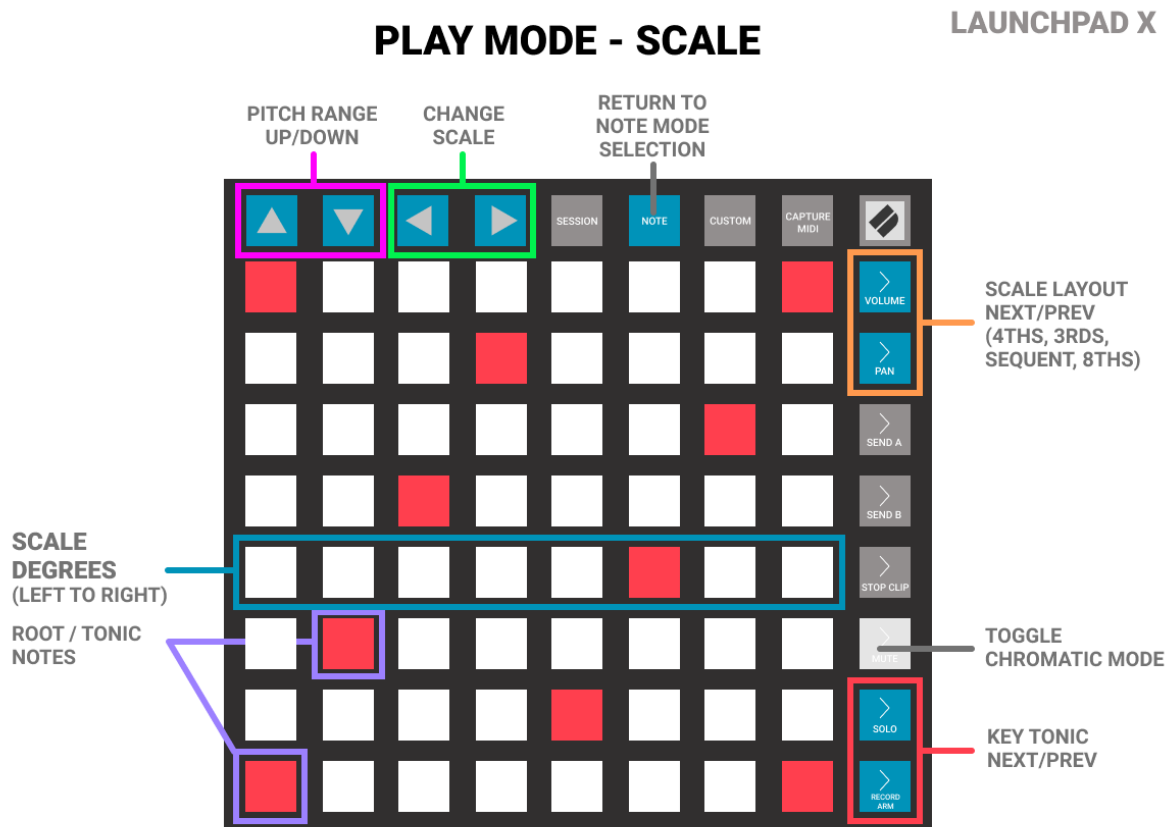 LAUNCHPAD X
PLAY MODE - SCALE
PITCH RANGE
UP/DOWN
CHANGE
SCALE
RETURN TO
NOTE MODE
SELECTION
SESSION
NOTE
CUSTOM
CAPTURE
MIDI
VOLUME
PAN
SCALE LAYOUT
NEXT/PREV
(4THS, 3RDS,
SEQUENT, 8THS)
SEND A
SEND B
SCALE
DEGREES
(LEFT TO RIGHT)
STOP CLIP
ROOT / TONIC
NOTES
MUTE
TOGGLE
CHROMATIC MODE
SOLO
RECORD
ARM
KEY TONIC
NEXT/PREV